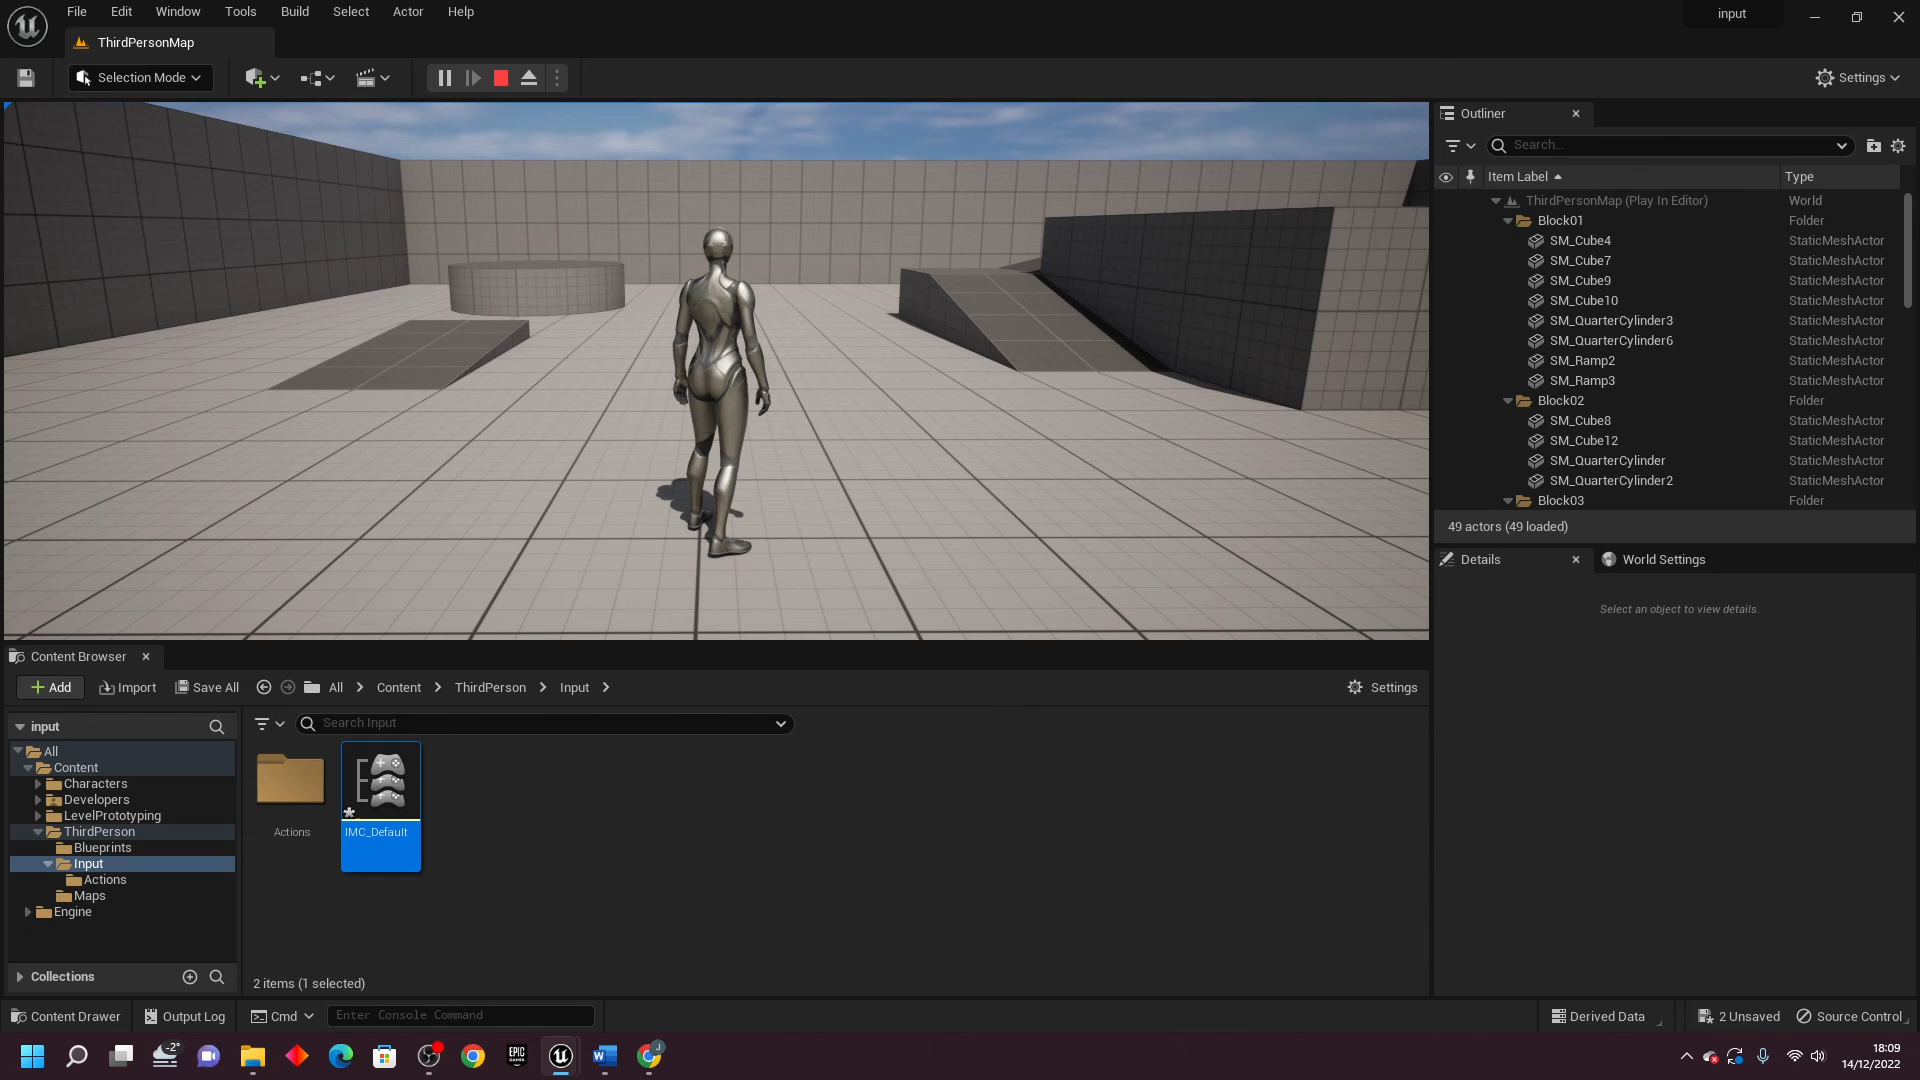 File Edit Window Tools Build Select Actor Help
input
ThirdPersonMap
Selection Mode
Settings
Outliner
Search...
Item Label Type
ThirdPersonMap (Play In Editor) World
Block01 Folder
SM_Cube4 StaticMeshActor
SM_Cube7 StaticMeshActor
SM_Cube9 StaticMeshActor
SM_Cube10 StaticMeshActor
SM_QuarterCylinder3 StaticMeshActor
SM_QuarterCylinder6 StaticMeshActor
SM_Ramp2 StaticMeshActor
SM_Ramp3 StaticMeshActor
Block02 Folder
SM_Cube8 StaticMeshActor
SM_Cube12 StaticMeshActor
SM_QuarterCylinder StaticMeshActor
SM_QuarterCylinder2 StaticMeshActor
Block03 Folder
49 actors (49 loaded)
Details World Settings
Select an object to view details.
Content Browser
Add Import Save All All Content ThirdPerson Input Settings
input
Search Input
All
Content
Characters
Developers
LevelPrototyping
ThirdPerson
Blueprints
Input
Actions
Maps
Engine
Actions
IMC_Default
Collections
2 items (1 selected)
Content Drawer Output Log Cmd Enter Console Command Derived Data 2 Unsaved Source Control
-2°
EPIC
GAMES
W
J
18:09
14/12/2022